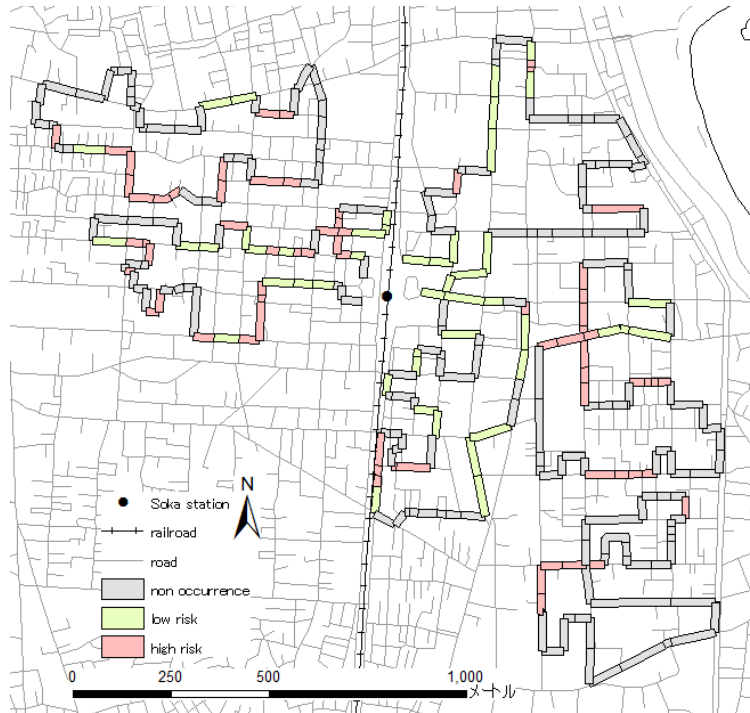 N
Soka station
railroad
road
non occurrence
low risk
high risk
0 250 500 1,000
メートル